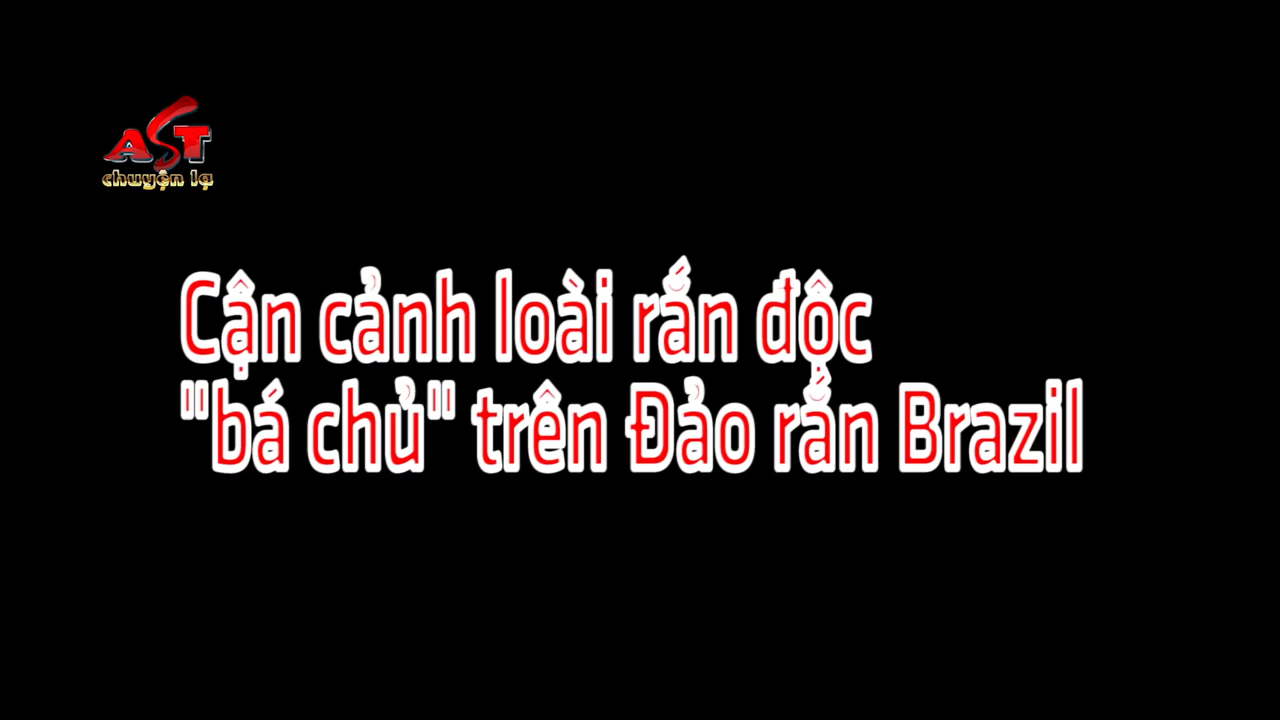 AST
chuyện lạ
Cận cảnh loài rắn độc
"bá chủ" trên Đảo rắn Brazil